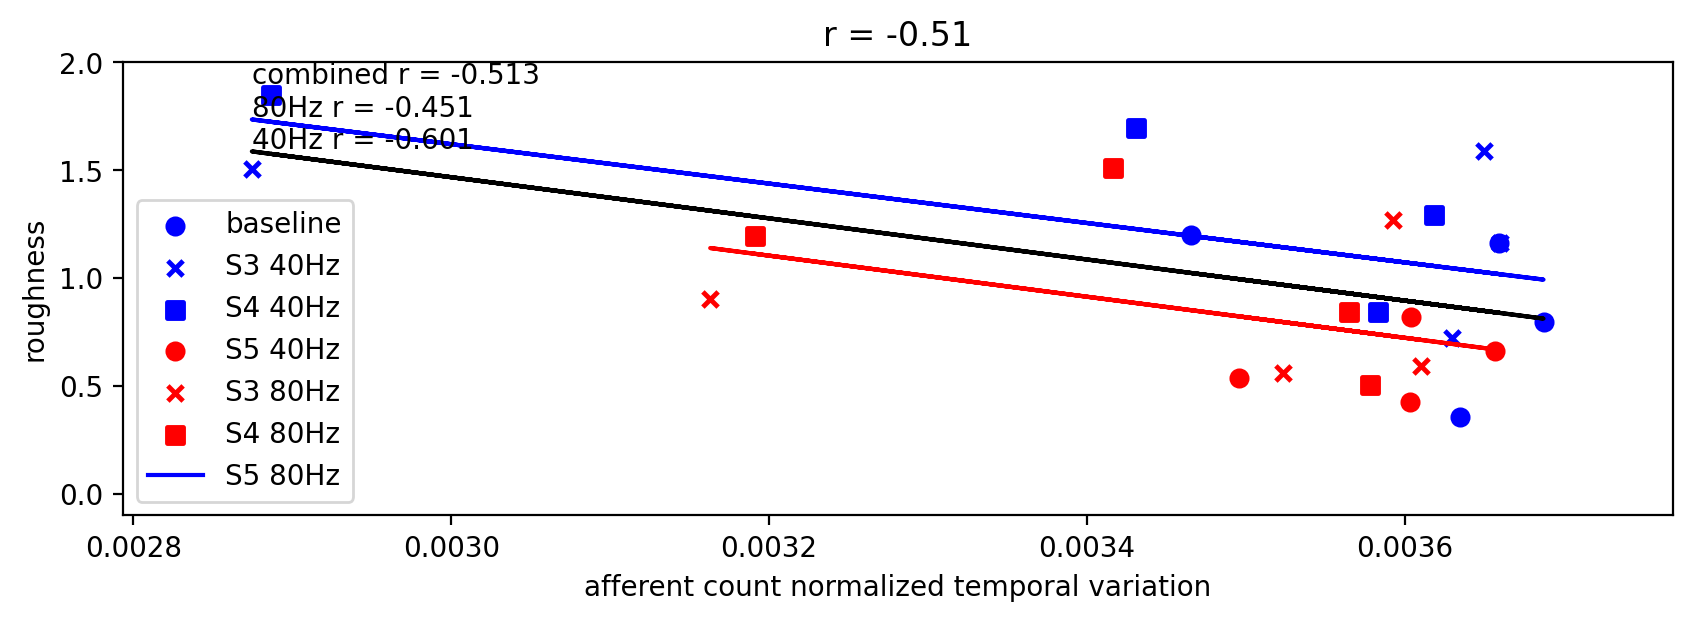 r = -0.51
combined r = -0.513
80Hz r = -0.451
40Hz r = -0.601
2.0
1.5
1.0
0.5
0.0
roughness
baseline
S3 40Hz
S4 40Hz
S5 40Hz
S3 80Hz
S4 80Hz
S5 80Hz
0.0028 0.0030 0.0032 0.0034 0.0036
afferent count normalized temporal variation